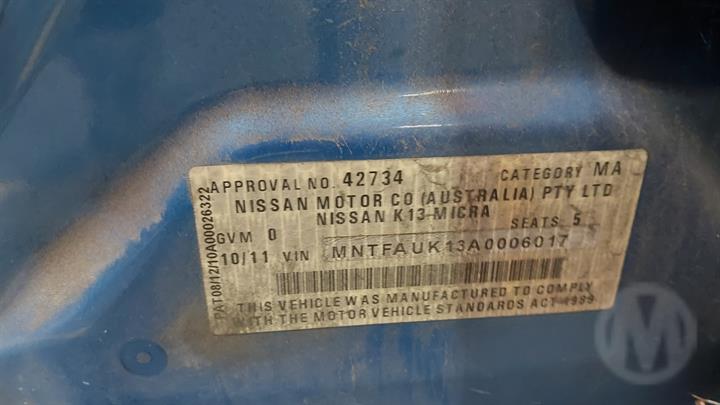 APPROVAL NO. 42734 CATEGORY MA
NISSAN MOTOR CO (AUSTRALIA) PTY LTD
NISSAN K13-MICRA
GVM 0 SEATS 5
10/11 VIN MNTFAUK13A0006017
THIS VEHICLE WAS MANUFACTURED TO COMPLY
WITH THE MOTOR VEHICLE STANDARDS ACT 1989
PAT08/12/10A00026322
M